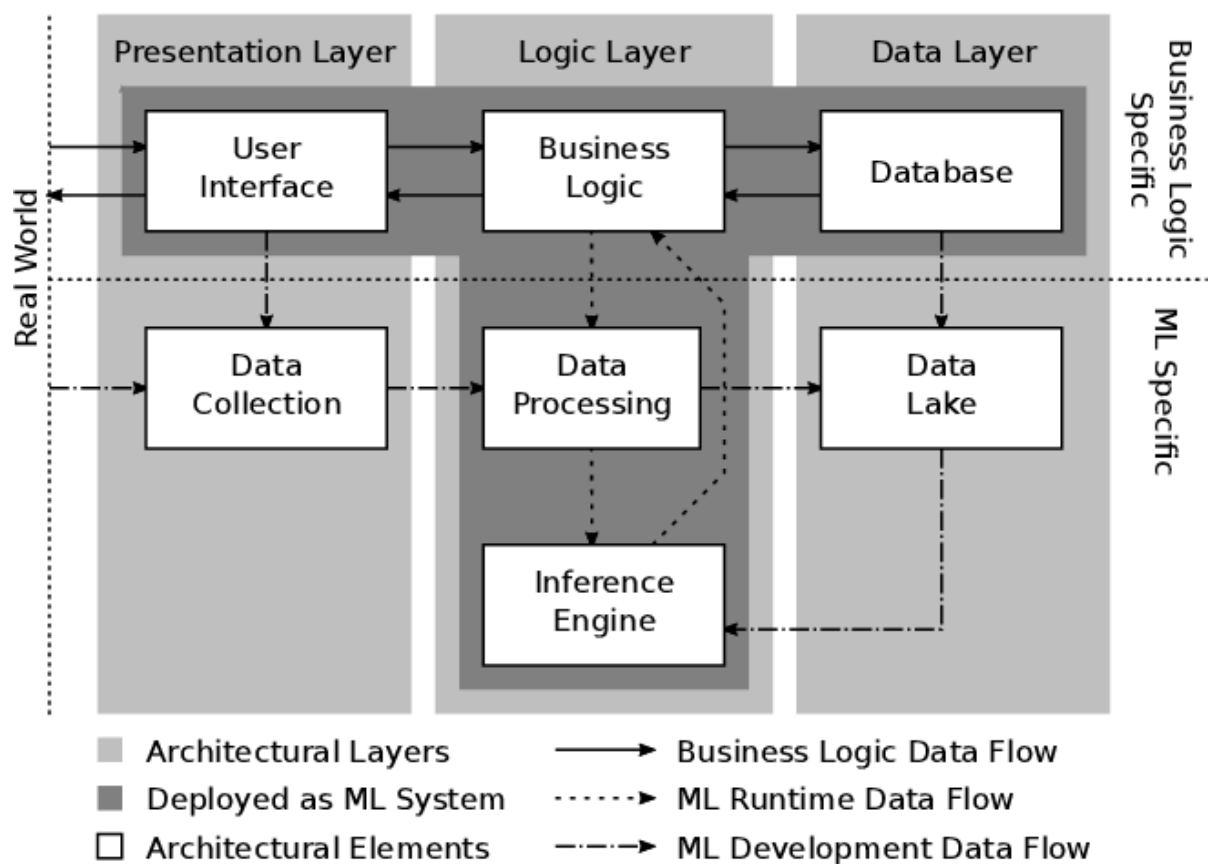 Presentation Layer
Logic Layer
Data Layer
Business Logic
Specific
User
Interface
Business
Logic
Database
Real World
Data
Collection
Data
Processing
Data
Lake
ML Specific
Inference
Engine
Architectural Layers
Business Logic Data Flow
Deployed as ML System
ML Runtime Data Flow
Architectural Elements
ML Development Data Flow